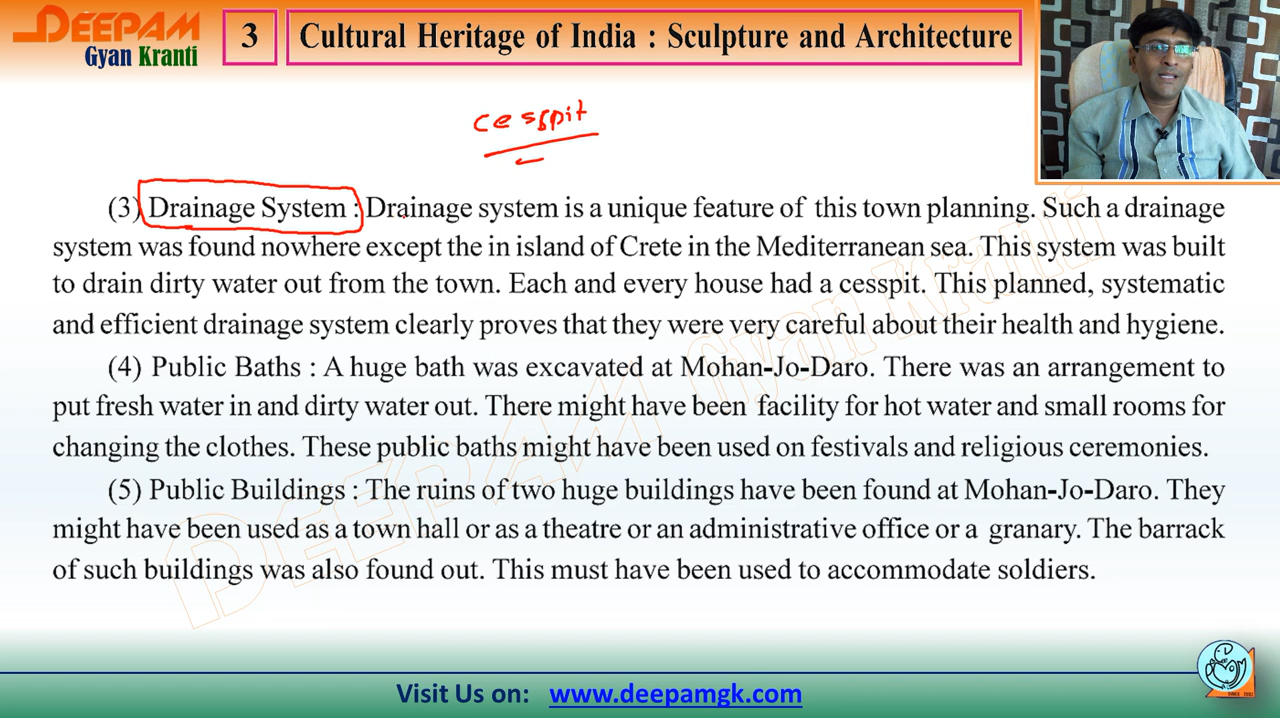 DEEPAM
Gyan Kranti
3
Cultural Heritage of India : Sculpture and Architecture
cesspit
(3) Drainage System : Drainage system is a unique feature of this town planning. Such a drainage
system was found nowhere except the in island of Crete in the Mediterranean sea. This system was built
to drain dirty water out from the town. Each and every house had a cesspit. This planned, systematic
and efficient drainage system clearly proves that they were very careful about their health and hygiene.
(4) Public Baths : A huge bath was excavated at Mohan-Jo-Daro. There was an arrangement to
put fresh water in and dirty water out. There might have been facility for hot water and small rooms for
changing the clothes. These public baths might have been used on festivals and religious ceremonies.
(5) Public Buildings : The ruins of two huge buildings have been found at Mohan-Jo-Daro. They
might have been used as a town hall or as a theatre or an administrative office or a granary. The barrack
of such buildings was also found out. This must have been used to accommodate soldiers.
DEEPAM Gyan Kranti
Visit Us on: www.deepamgk.com